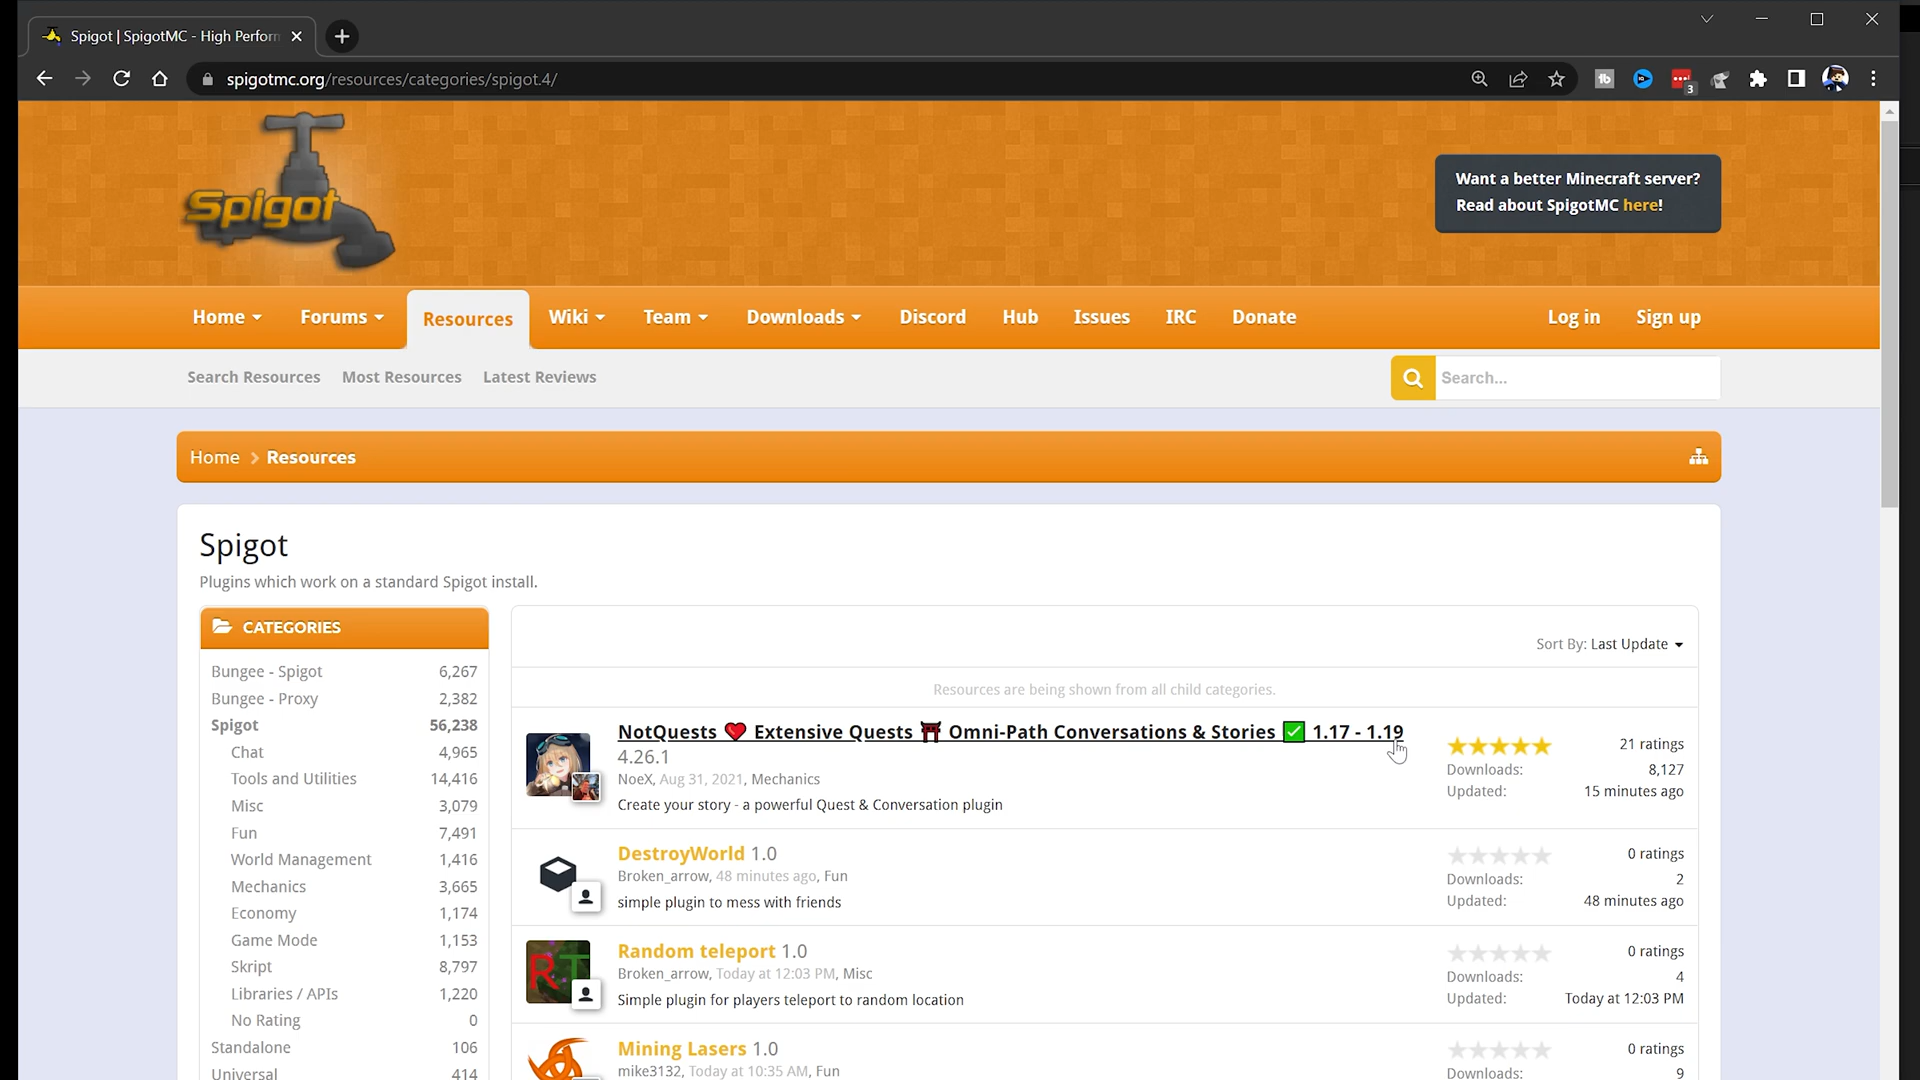 Spigot | SpigotMC - High Perforn
spigotmc.org/resources/categories/spigot.4/
3
Spigot
Want a better Minecraft server?
Read about SpigotMC here!
Home Forums Resources Wiki Team Downloads Discord Hub Issues IRC Donate Log in Sign up
Search Resources Most Resources Latest Reviews Search...
Home > Resources
Spigot
Plugins which work on a standard Spigot install.
CATEGORIES
Bungee - Spigot 6,267
Bungee - Proxy 2,382
Spigot 56,238
Chat 4,965
Tools and Utilities 14,416
Misc 3,079
Fun 7,491
World Management 1,416
Mechanics 3,665
Economy 1,174
Game Mode 1,153
Skript 8,797
Libraries / APIs 1,220
No Rating 0
Standalone 106
Universal 414
Sort By: Last Update
Resources are being shown from all child categories.
NotQuests ❤️ Extensive Quests ⛩️ Omni-Path Conversations & Stories ✅ 1.17 - 1.19
4.26.1
NoeX, Aug 31, 2021, Mechanics
Create your story - a powerful Quest & Conversation plugin
21 ratings
Downloads: 8,127
Updated: 15 minutes ago
DestroyWorld 1.0
Broken_arrow, 48 minutes ago, Fun
simple plugin to mess with friends
0 ratings
Downloads: 2
Updated: 48 minutes ago
RT
Random teleport 1.0
Broken_arrow, Today at 12:03 PM, Misc
Simple plugin for players teleport to random location
0 ratings
Downloads: 4
Updated: Today at 12:03 PM
Mining Lasers 1.0
mike3132, Today at 10:35 AM, Fun
0 ratings
Downloads: 9